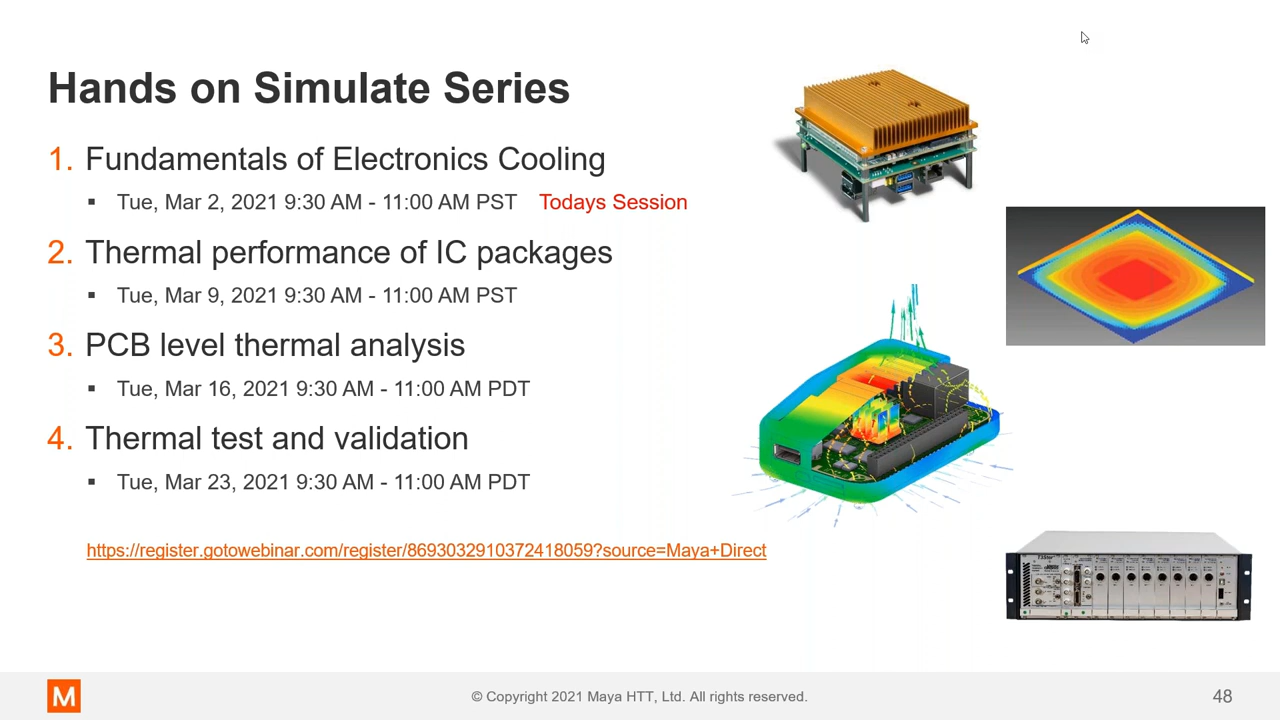 Hands on Simulate Series
1. Fundamentals of Electronics Cooling
▪ Tue, Mar 2, 2021 9:30 AM - 11:00 AM PST Todays Session
2. Thermal performance of IC packages
▪ Tue, Mar 9, 2021 9:30 AM - 11:00 AM PST
3. PCB level thermal analysis
▪ Tue, Mar 16, 2021 9:30 AM - 11:00 AM PDT
4. Thermal test and validation
▪ Tue, Mar 23, 2021 9:30 AM - 11:00 AM PDT
https://register.gotowebinar.com/register/8693032910372418059?source=Maya+Direct
M
© Copyright 2021 Maya HTT, Ltd. All rights reserved.
48